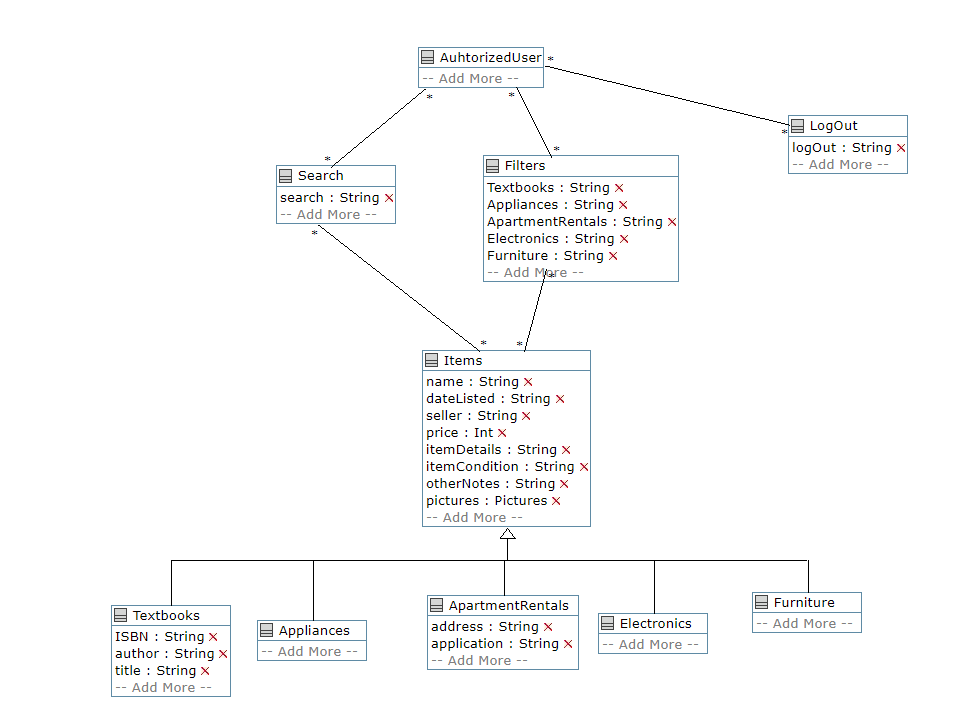 AuhtorizedUser
-- Add More --
*
*
*
*
LogOut
logOut : String
-- Add More --
*
*
Search
search : String
-- Add More --
*
Filters
Textbooks : String
Appliances : String
ApartmentRentals : String
Electronics : String
Furniture : String
-- Add More --
*
*
*
Items
name : String
dateListed : String
seller : String
price : Int
itemDetails : String
itemCondition : String
otherNotes : String
pictures : Pictures
-- Add More --
Textbooks
ISBN : String
author : String
title : String
-- Add More --
Appliances
-- Add More --
ApartmentRentals
address : String
application : String
-- Add More --
Electronics
-- Add More --
Furniture
-- Add More --